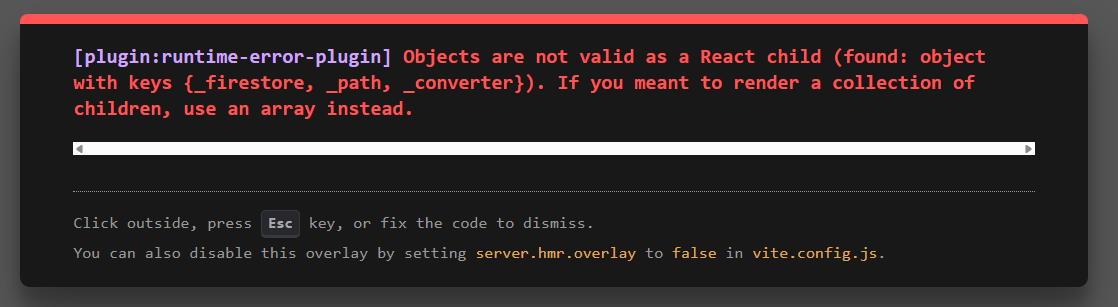 [plugin:runtime-error-plugin] Objects are not valid as a React child (found: object
with keys {_firestore, _path, _converter}). If you meant to render a collection of
children, use an array instead.
Click outside, press Esc key, or fix the code to dismiss.
You can also disable this overlay by setting server.hmr.overlay to false in vite.config.js.